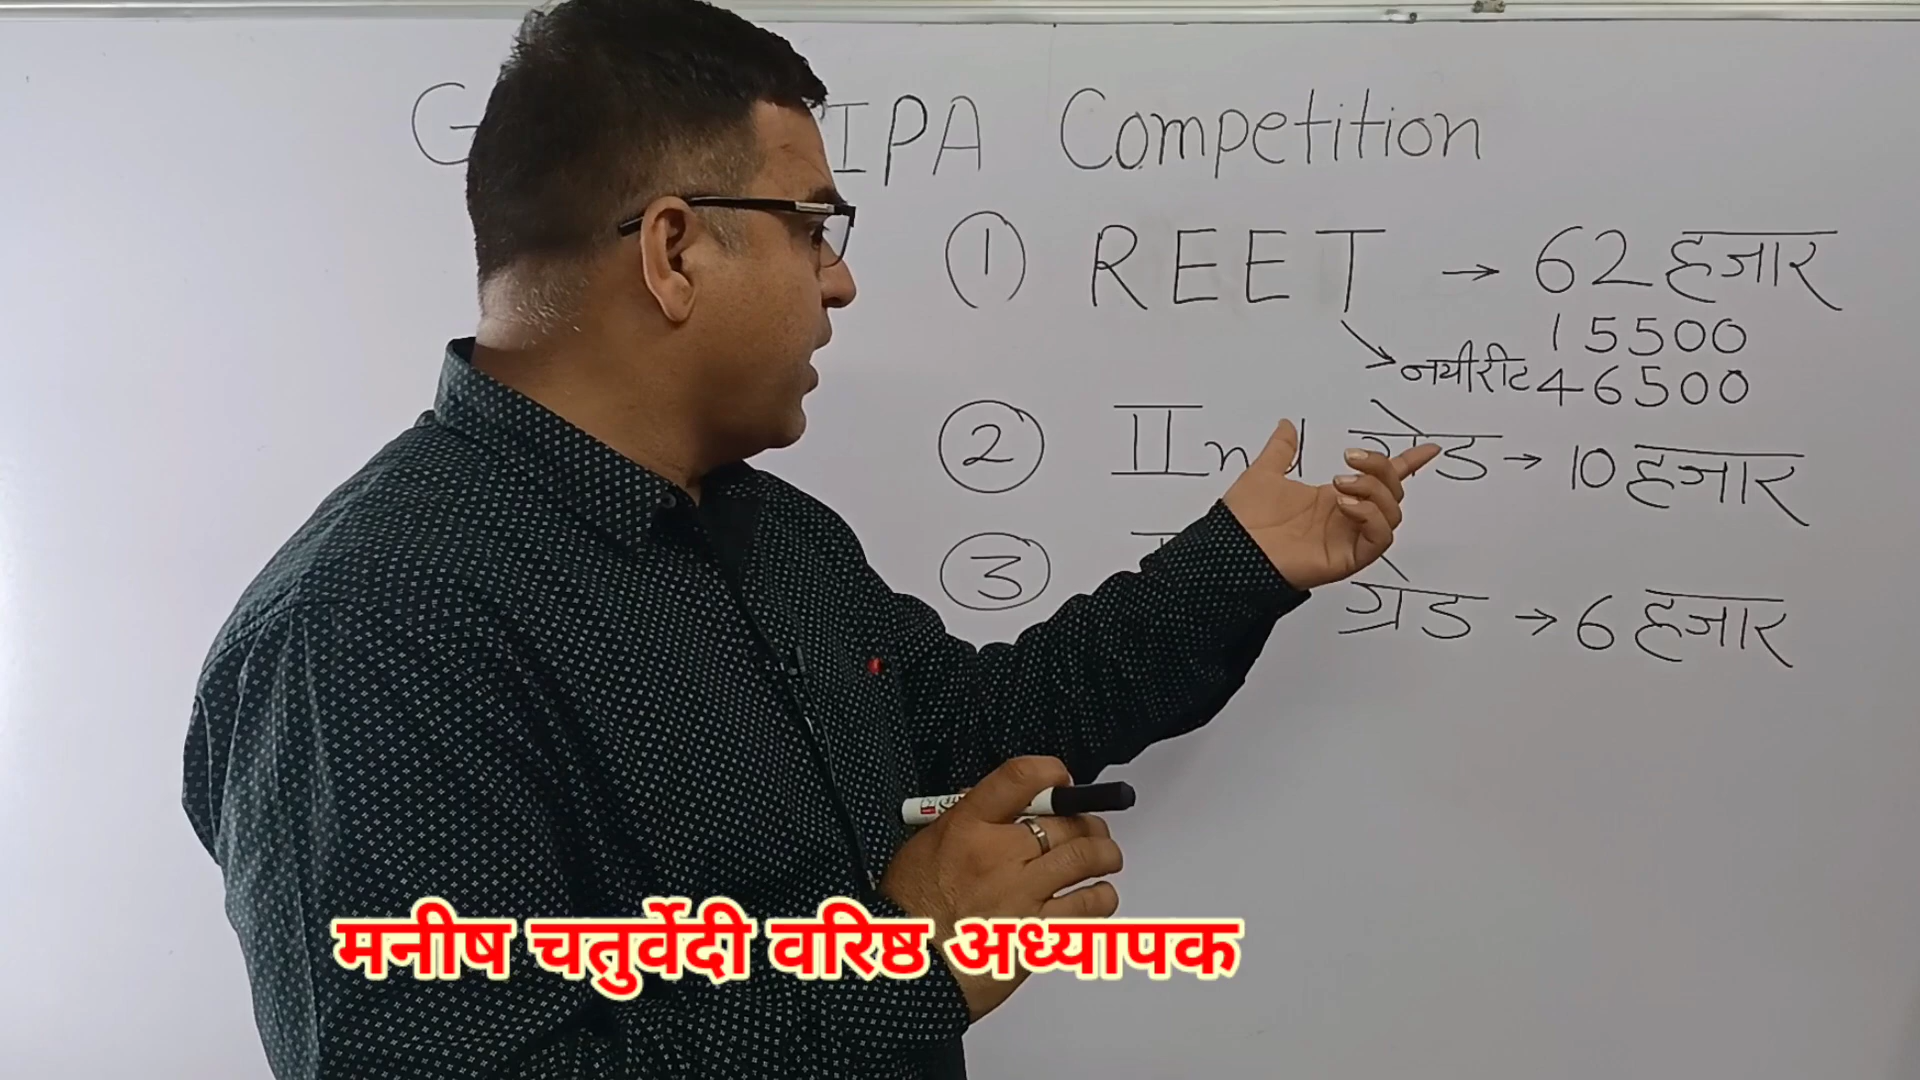 IPA Competition
① REET → 62 हजार
15500
→ नयी रीट 46500
② IInd ग्रेड → 10 हजार
③ ग्रेड → 6 हजार
मनीष चतुर्वेदी वरिष्ठ अध्यापक